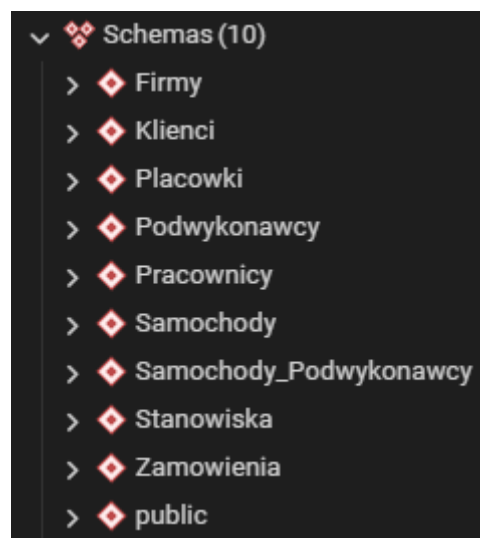 Schemas (10)
Firmy
Klienci
Placowki
Podwykonawcy
Pracownicy
Samochody
Samochody_Podwykonawcy
Stanowiska
Zamowienia
public